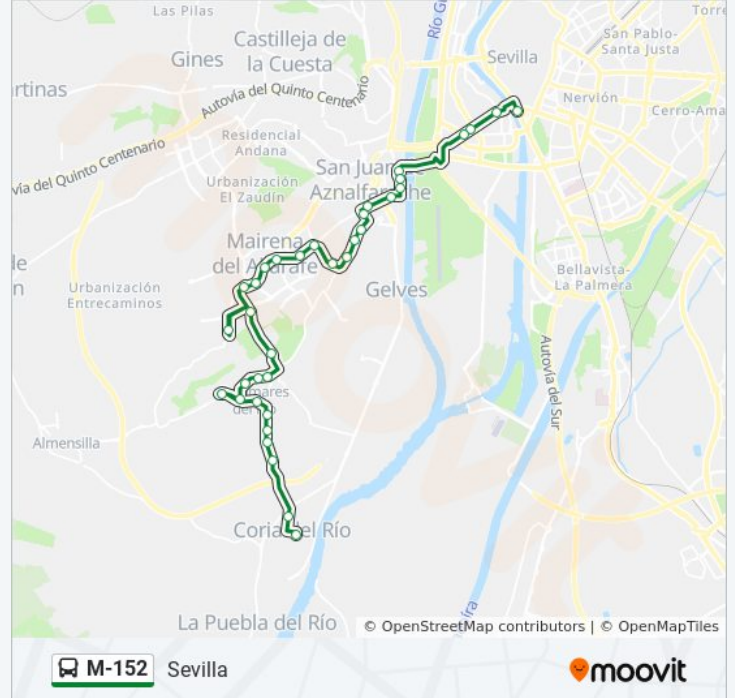 Las Pilas
Torre
Río G
San Pablo-
Santa Justa
Castilleja de
la Cuesta
Gines
Sevilla
Nervión
Autovía del Quinto Centenario
Cerro-Ama
Residencial
Andana
vía del Quinto Centenario
San Juan
Aznalfarache
Urbanización
El Zaudín
Mairena
del Aljarafe
Bellavista-
La Palmera
Urbanización
Entrecaminos
Gelves
Autovía del Sur
mares
del
Almensilla
Coria del Río
La Puebla del Río
© OpenStreetMap contributors | © OpenMapTiles
M-152 Sevilla
moovit